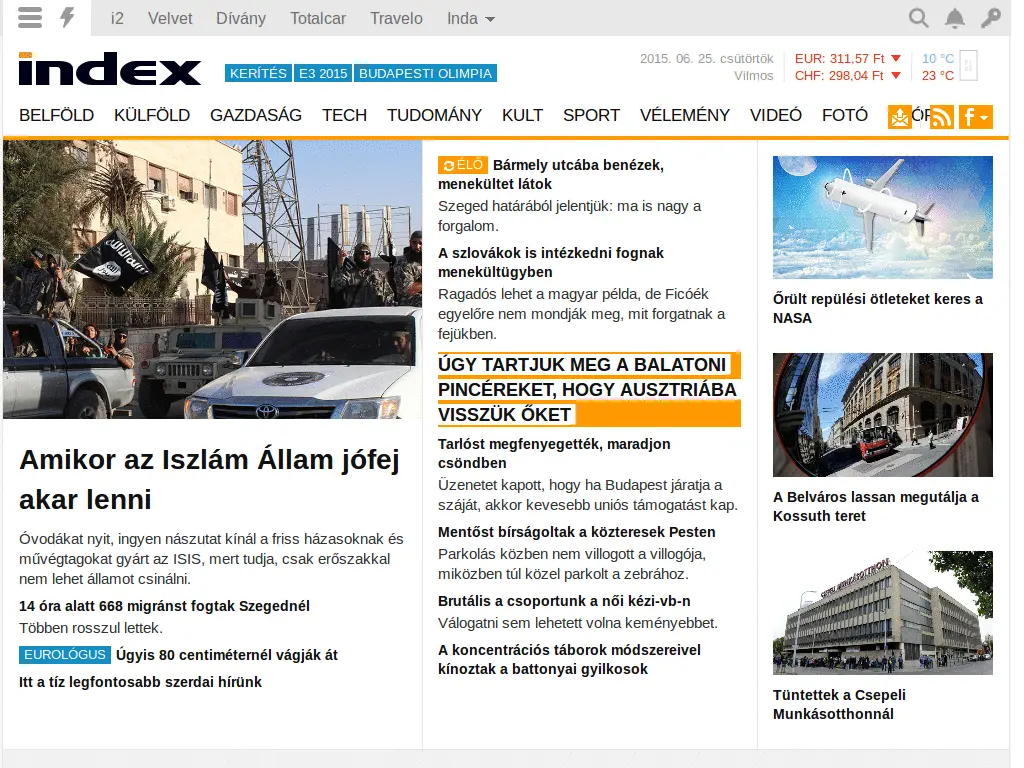 i2 Velvet Dívány Totalcar Travelo Inda
index
KERÍTÉS E3 2015 BUDAPESTI OLIMPIA
2015. 06. 25. csütörtök
Vilmos
EUR: 311,57 Ft
CHF: 298,04 Ft
10 °C
23 °C
BELFÖLD KÜLFÖLD GAZDASÁG TECH TUDOMÁNY KULT SPORT VÉLEMÉNY VIDEÓ FOTÓ
Amikor az Iszlám Állam jófej
akar lenni
Óvodákat nyit, ingyen nászutat kínál a friss házasoknak és
művégtagokat gyárt az ISIS, mert tudja, csak erőszakkal
nem lehet államot csinálni.
14 óra alatt 668 migránst fogtak Szegednél
Többen rosszul lettek.
EUROLÓGUS Úgyis 80 centiméternél vágják át
Itt a tíz legfontosabb szerdai hírünk
ÉLŐ Bármely utcába benézek,
menekültet látok
Szeged határából jelentjük: ma is nagy a
forgalom.
A szlovákok is intézkedni fognak
menekültügyben
Ragadós lehet a magyar példa, de Ficóék
egyelőre nem mondják meg, mit forgatnak a
fejükben.
ÚGY TARTJUK MEG A BALATONI
PINCÉREKET, HOGY AUSZTRIÁBA
VISSZÜK ŐKET
Tarlóst megfenyegették, maradjon
csöndben
Üzenetet kapott, hogy ha Budapest járatja a
száját, akkor kevesebb uniós támogatást kap.
Mentőst bírságoltak a közteresek Pesten
Parkolás közben nem villogott a villogója,
miközben túl közel parkolt a zebrához.
Brutális a csoportunk a női kézi-vb-n
Válogatni sem lehetett volna keményebbet.
A koncentrációs táborok módszereivel
kínoztak a battonyai gyilkosok
Őrült repülési ötleteket keres a
NASA
A Belváros lassan megutálja a
Kossuth teret
CSEPELI MUNKÁSOTTHON
Tüntettek a Csepeli
Munkásotthonnál